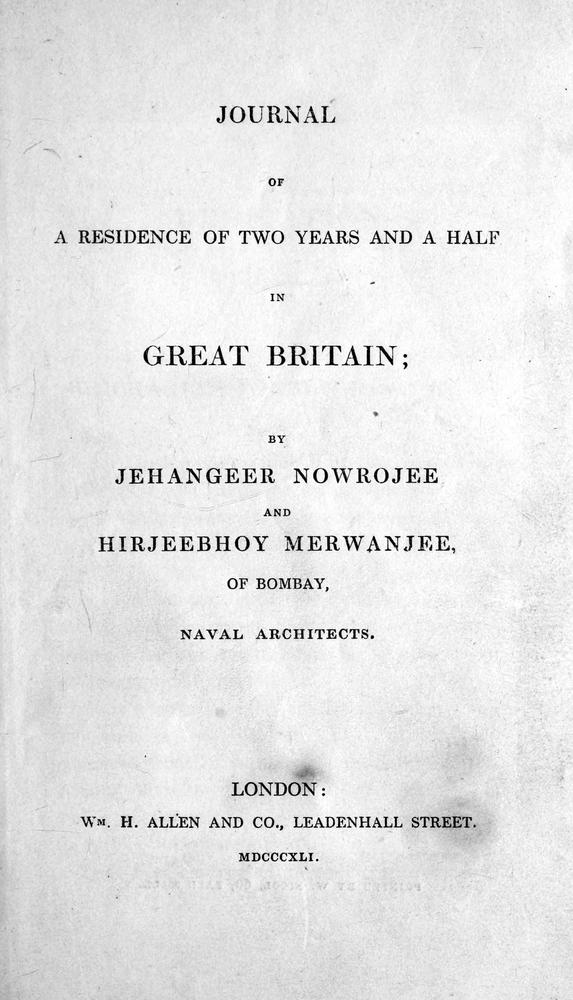 JOURNAL
OF
A RESIDENCE OF TWO YEARS AND A HALF
IN
GREAT BRITAIN;
BY
JEHANGEER NOWROJEE
AND
HIRJEEBHOY MERWANJEE,
OF BOMBAY,
NAVAL ARCHITECTS.
LONDON:
WM. H. ALLEN AND CO., LEADENHALL STREET.
MDCCCXLI.